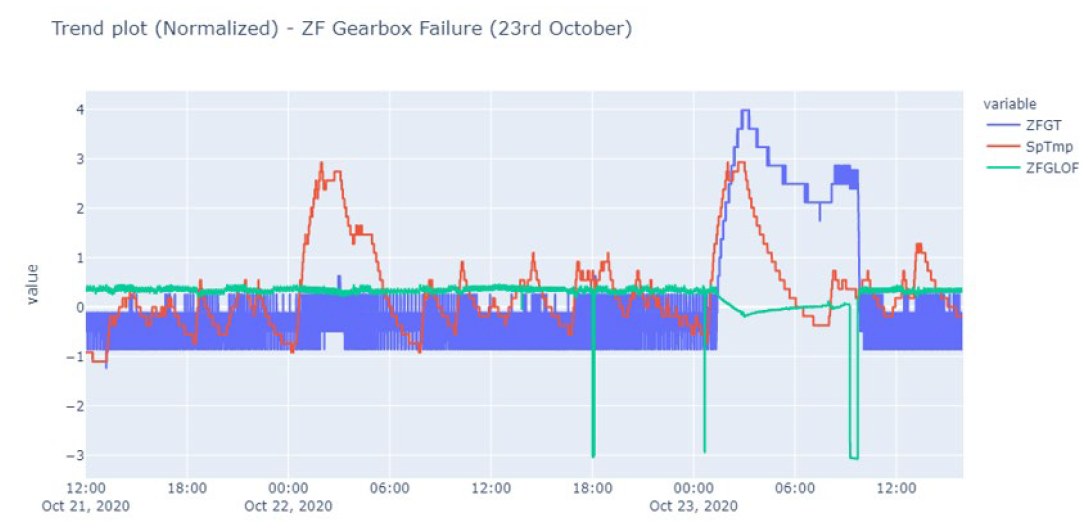 Trend plot (Normalized) - ZF Gearbox Failure (23rd October)
variable
ZFGT
SpTmp
ZFGLOF
value
4
3
2
1
0
−1
−2
−3
12:00 18:00 00:00 06:00 12:00 18:00 00:00 06:00 12:00
Oct 21, 2020 Oct 22, 2020 Oct 23, 2020